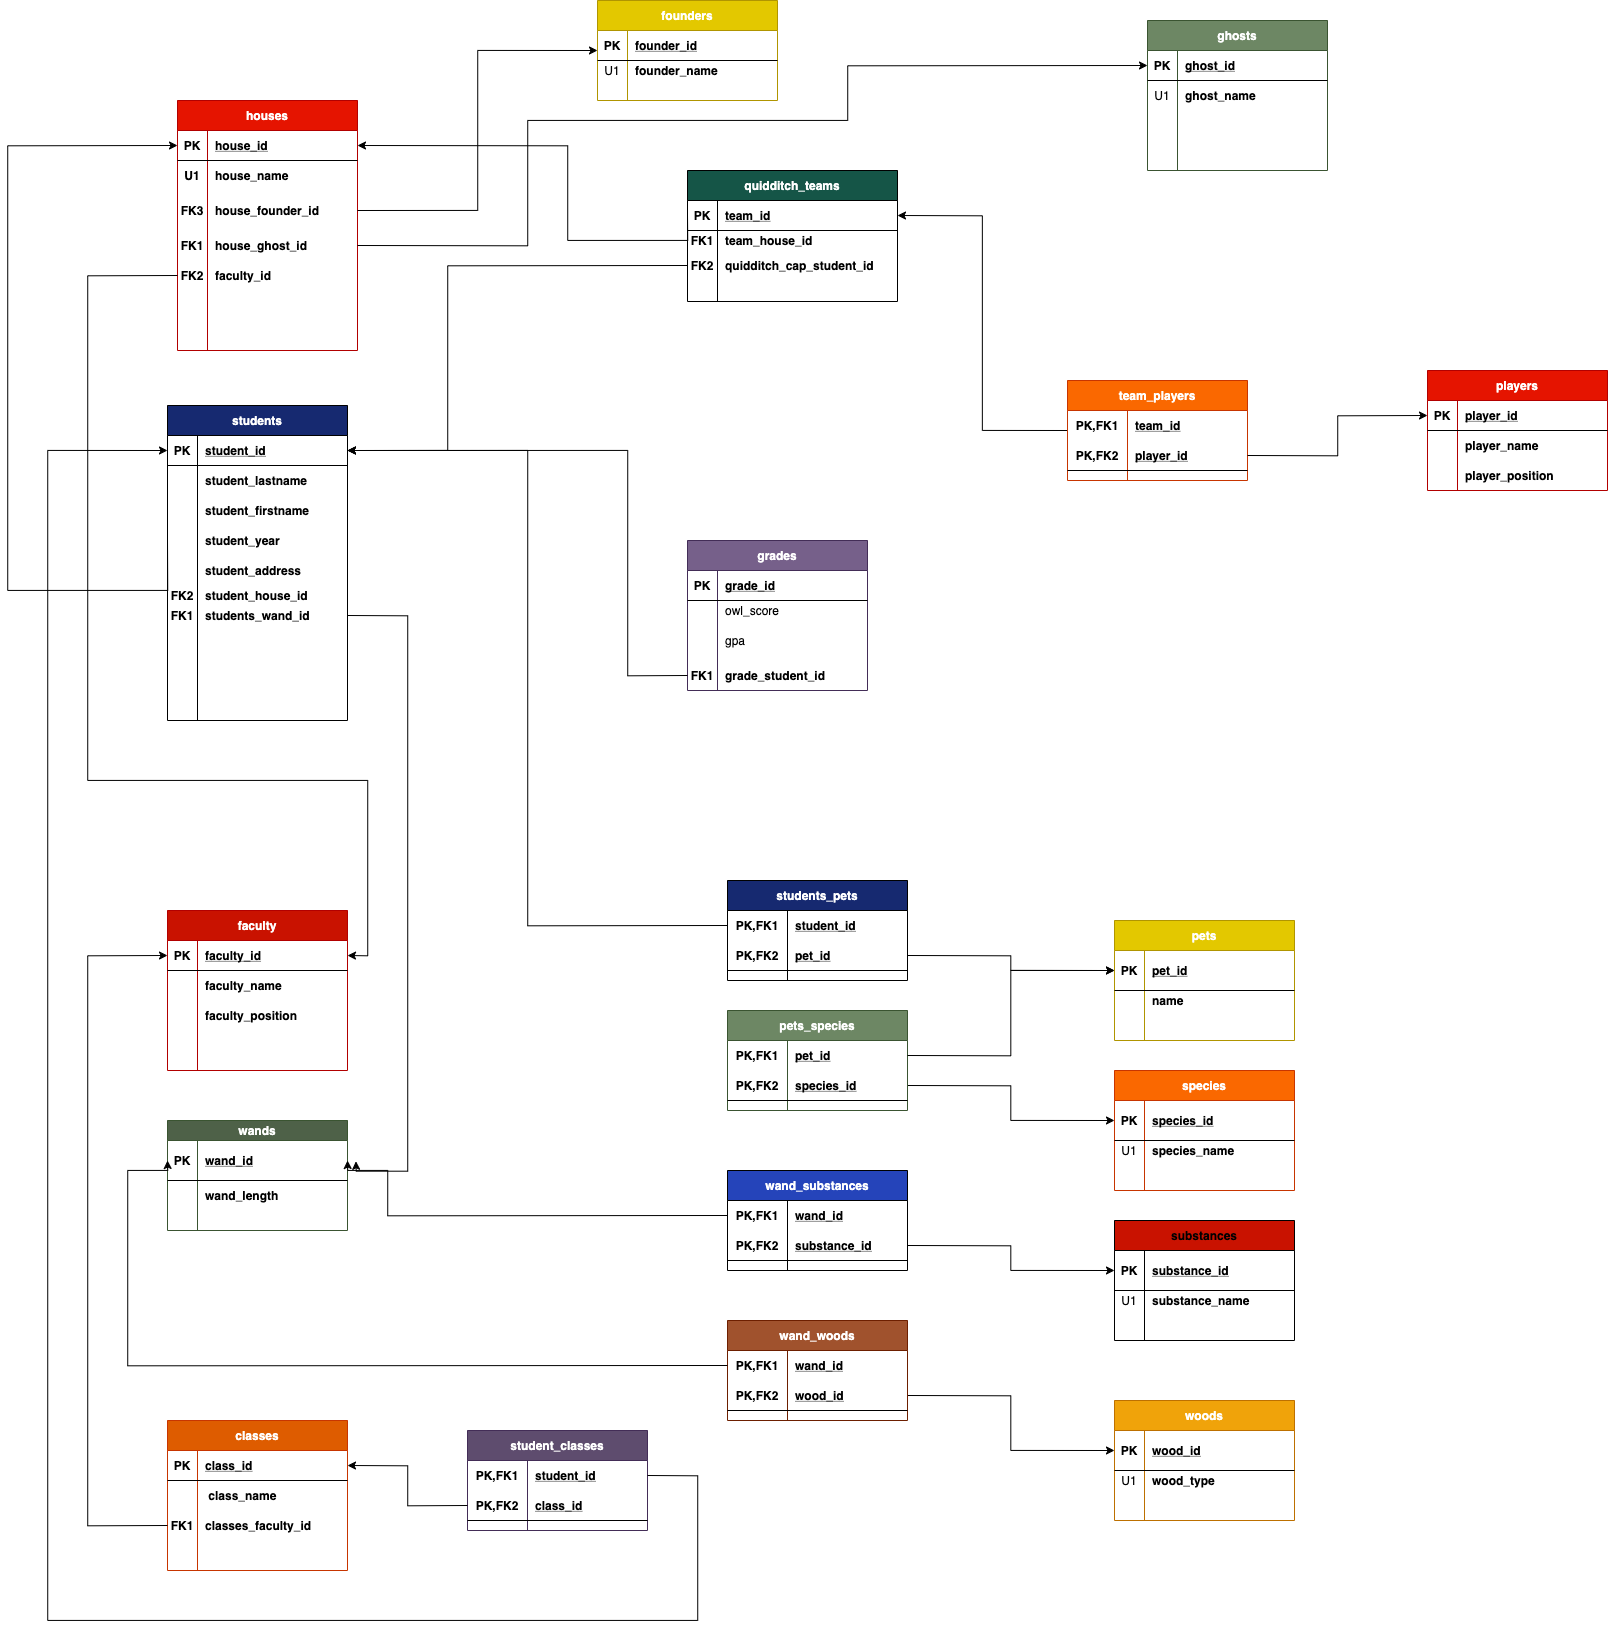 founders
PK founder_id
U1 founder_name
ghosts
PK ghost_id
U1 ghost_name
houses
PK house_id
U1 house_name
FK3 house_founder_id
FK1 house_ghost_id
FK2 faculty_id
quidditch_teams
PK team_id
FK1 team_house_id
FK2 quidditch_cap_student_id
team_players
PK,FK1 team_id
PK,FK2 player_id
players
PK player_id
player_name
player_position
students
PK student_id
student_lastname
student_firstname
student_year
student_address
FK2 student_house_id
FK1 students_wand_id
grades
PK grade_id
owl_score
gpa
FK1 grade_student_id
students_pets
PK,FK1 student_id
PK,FK2 pet_id
pets
PK pet_id
name
faculty
PK faculty_id
faculty_name
faculty_position
pets_species
PK,FK1 pet_id
PK,FK2 species_id
species
PK species_id
U1 species_name
wands
PK wand_id
wand_length
wand_substances
PK,FK1 wand_id
PK,FK2 substance_id
substances
PK substance_id
U1 substance_name
wand_woods
PK,FK1 wand_id
PK,FK2 wood_id
woods
PK wood_id
U1 wood_type
classes
PK class_id
class_name
FK1 classes_faculty_id
student_classes
PK,FK1 student_id
PK,FK2 class_id